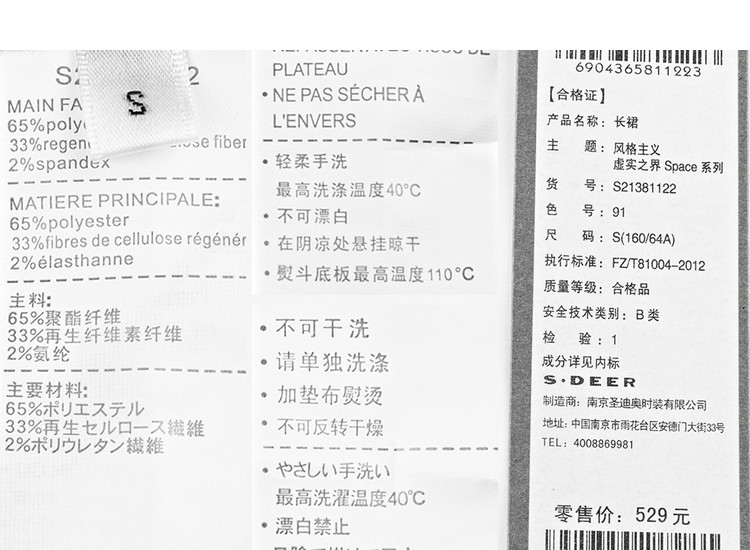 S
MAIN FA
65%polye
33%regen
ose fiber
2%spandex
MATIERE PRINCIPALE:
65%polyester
33%fibres de cellulose régénér
2%élasthanne
主料:
65%聚酯纤维
33%再生纤维素纤维
2%氨纶
主要材料:
65%ポリエステル
33%再生セルロース繊維
2%ポリウレタン繊維
PLATEAU
•NE PAS SÉCHER À
L'ENVERS
•轻柔手洗
最高洗涤温度40℃
•不可漂白
•在阴凉处悬挂晾干
•熨斗底板最高温度110℃
•不可干洗
•请单独洗涤
•加垫布熨烫
•不可反转干燥
•やさしい手洗い
最高洗濯温度40℃
•漂白禁止
6904365811223
【合格证】
产品名称：长裙
主 题：风格主义
虚实之界 Space 系列
货 号：S21381122
色 号：91
尺 码：S(160/64A)
执行标准：FZ/T81004-2012
质量等级：合格品
安全技术类别：B 类
检 验：1
成分详见内标
S·DEER
制造商：南京圣迪奥时装有限公司
地址：中国南京市雨花台区安德门大街33号
TEL：4008869981
零售价：529 元